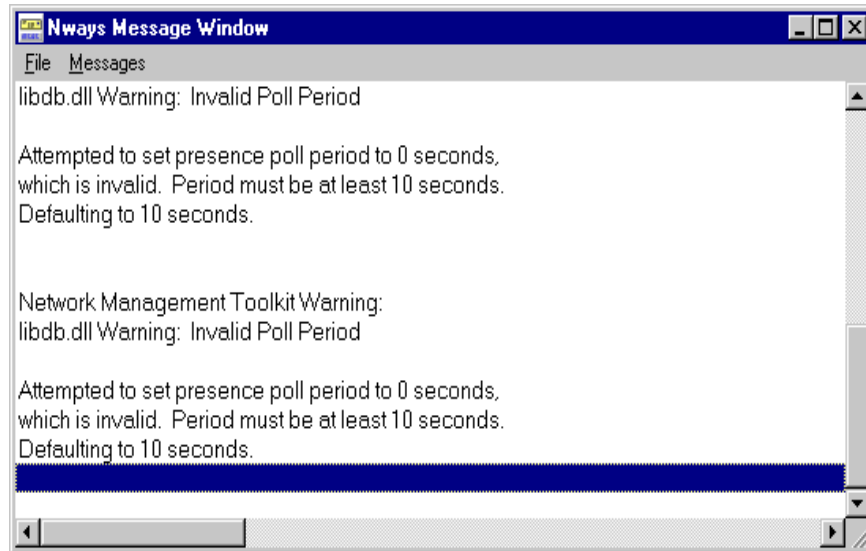 Nways Message Window
File Messages
libdb.dll Warning: Invalid Poll Period
Attempted to set presence poll period to 0 seconds,
which is invalid. Period must be at least 10 seconds.
Defaulting to 10 seconds.
Network Management Toolkit Warning:
libdb.dll Warning: Invalid Poll Period
Attempted to set presence poll period to 0 seconds,
which is invalid. Period must be at least 10 seconds.
Defaulting to 10 seconds.